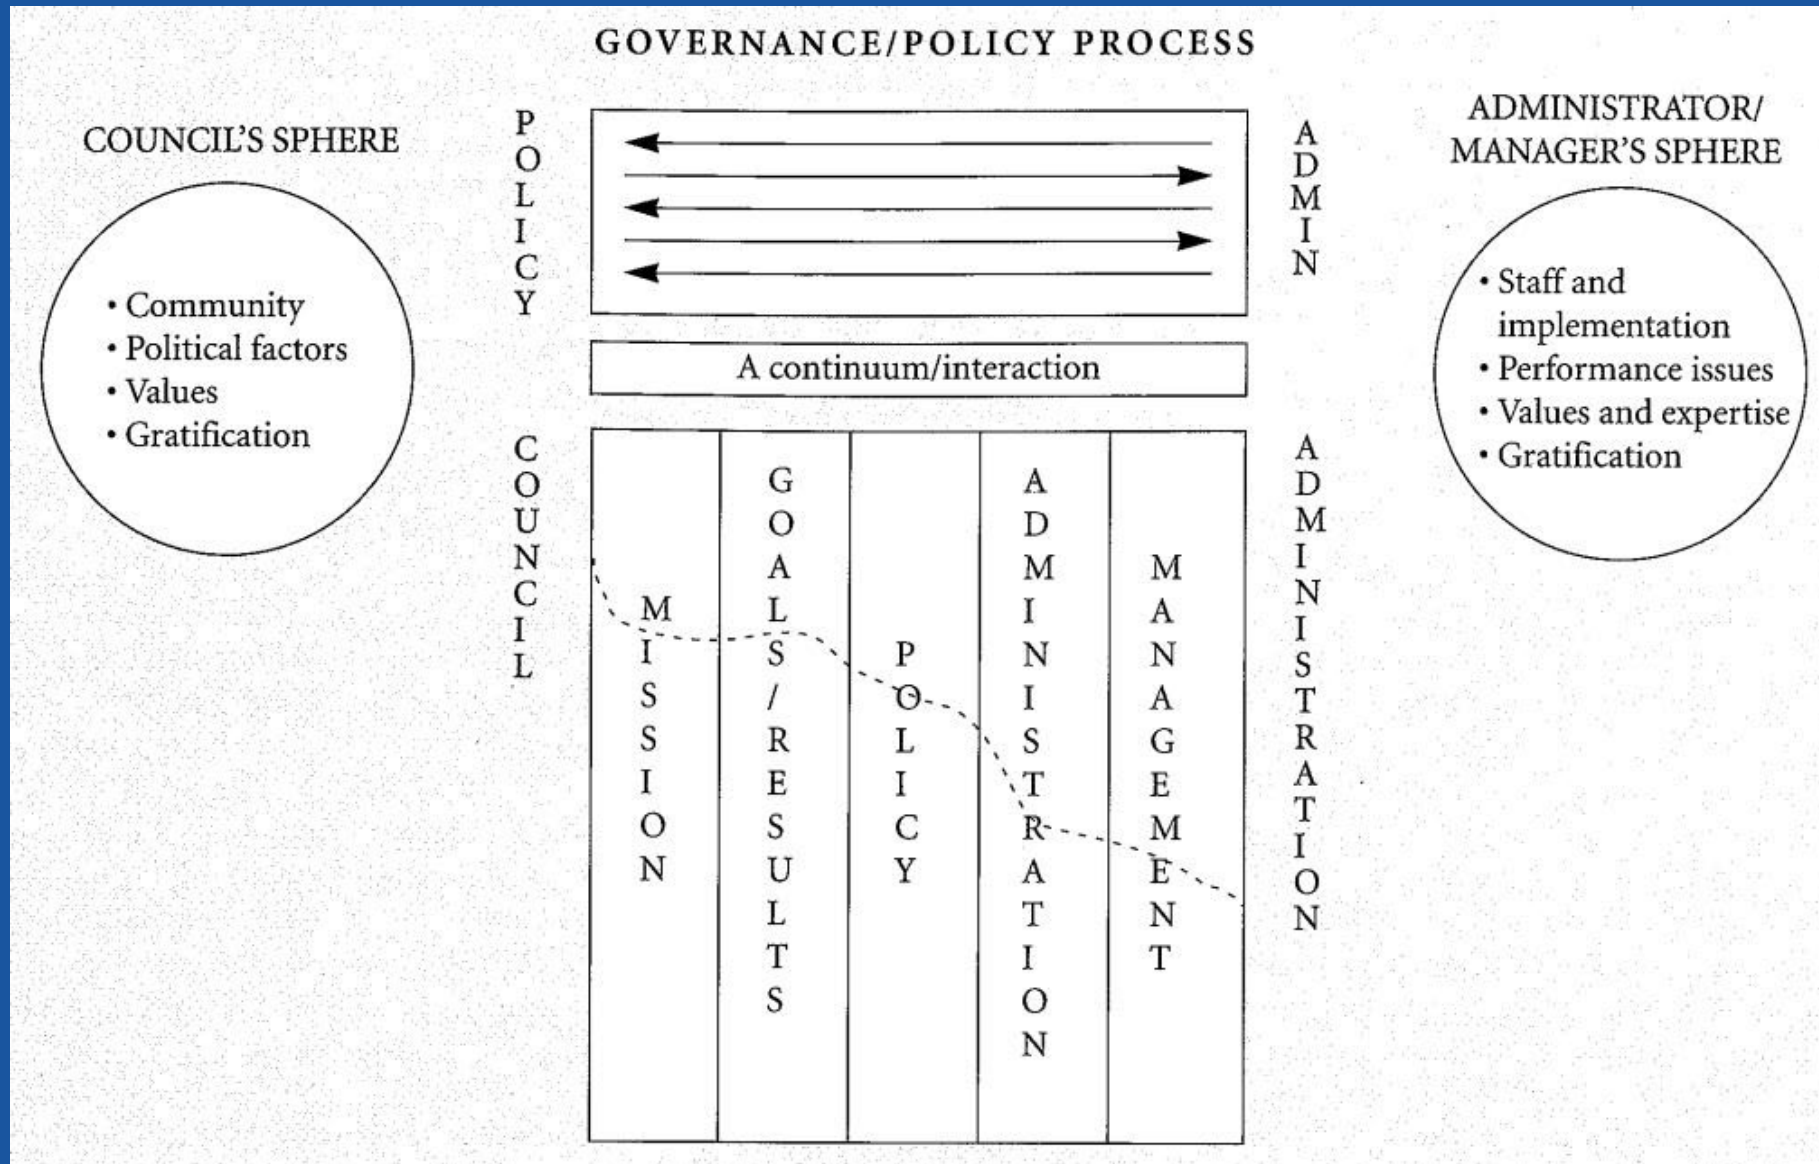 GOVERNANCE/POLICY PROCESS
COUNCIL'S SPHERE
• Community
• Political factors
• Values
• Gratification
POLICY
ADMIN
A continuum/interaction
COUNCIL
MISSION
GOALS/RESULTS
POLICY
ADMINISTRATION
MANAGEMENT
ADMINISTRATION
ADMINISTRATOR/
MANAGER'S SPHERE
• Staff and
implementation
• Performance issues
• Values and expertise
• Gratification